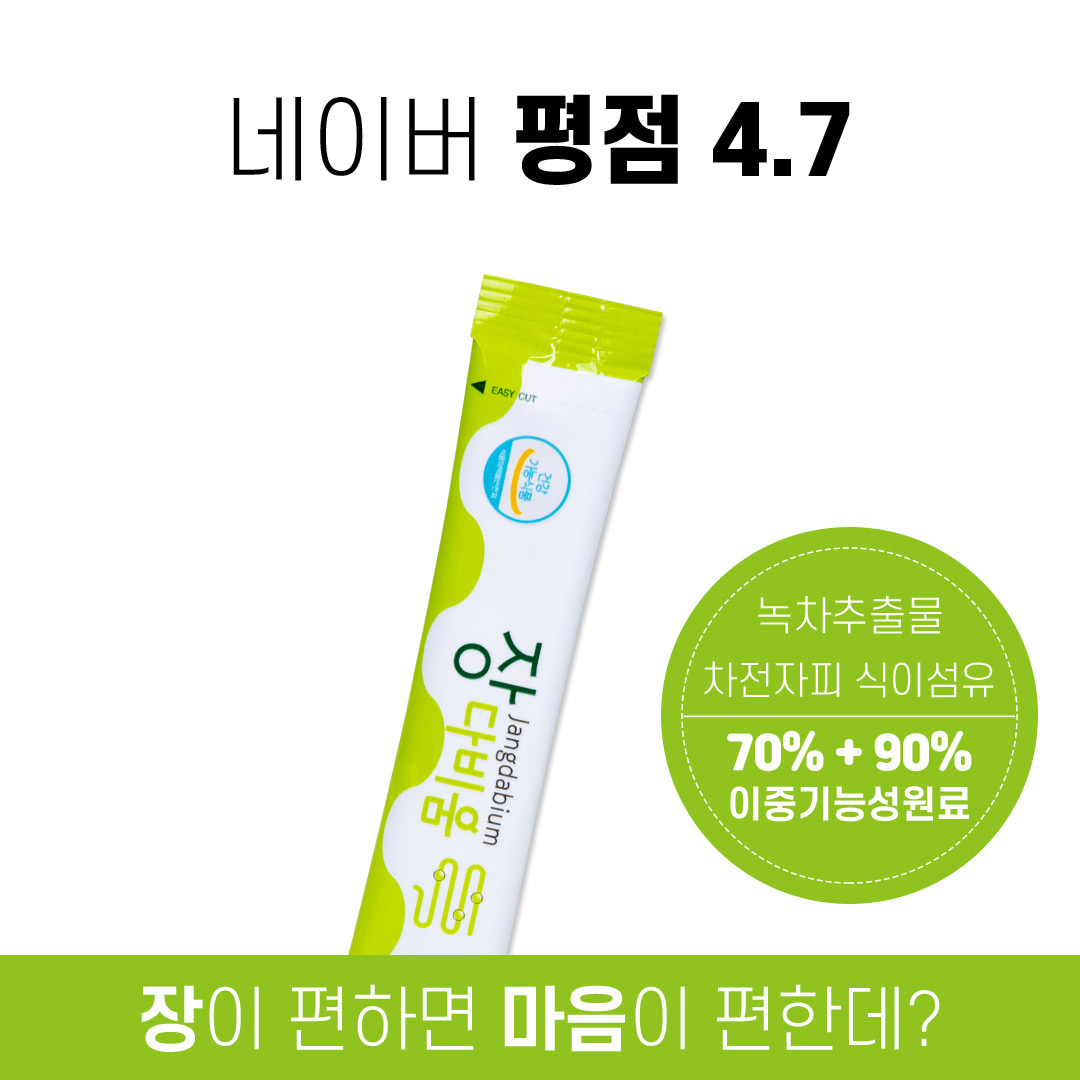 네이버 평점 4.7
EASY CUT
건강
기능식품
장
다비움
Jangdabium
녹차추출물
차전자피 식이섬유
70% + 90%
이중기능성원료
장이 편하면 마음이 편한데?